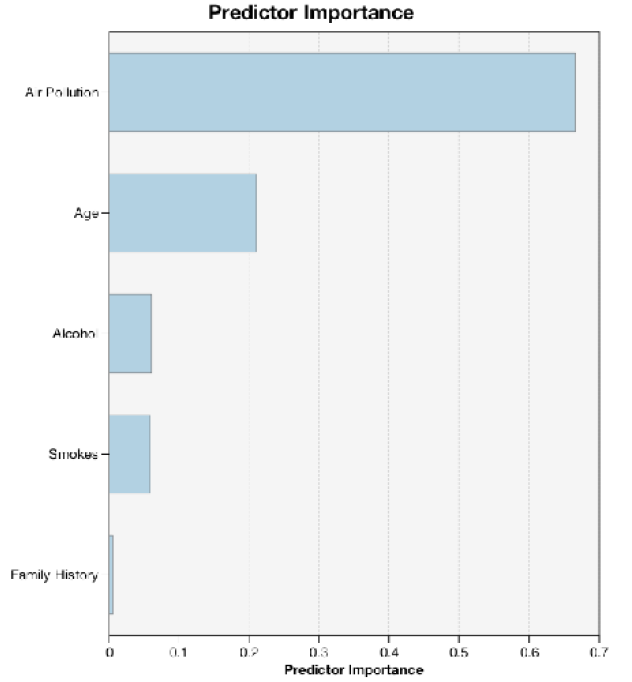 Predictor Importance
Air Pollution
Age
Alcohol
Smokes
Family History
0 0.1 0.2 0.3 0.4 0.5 0.6 0.7
Predictor Importance